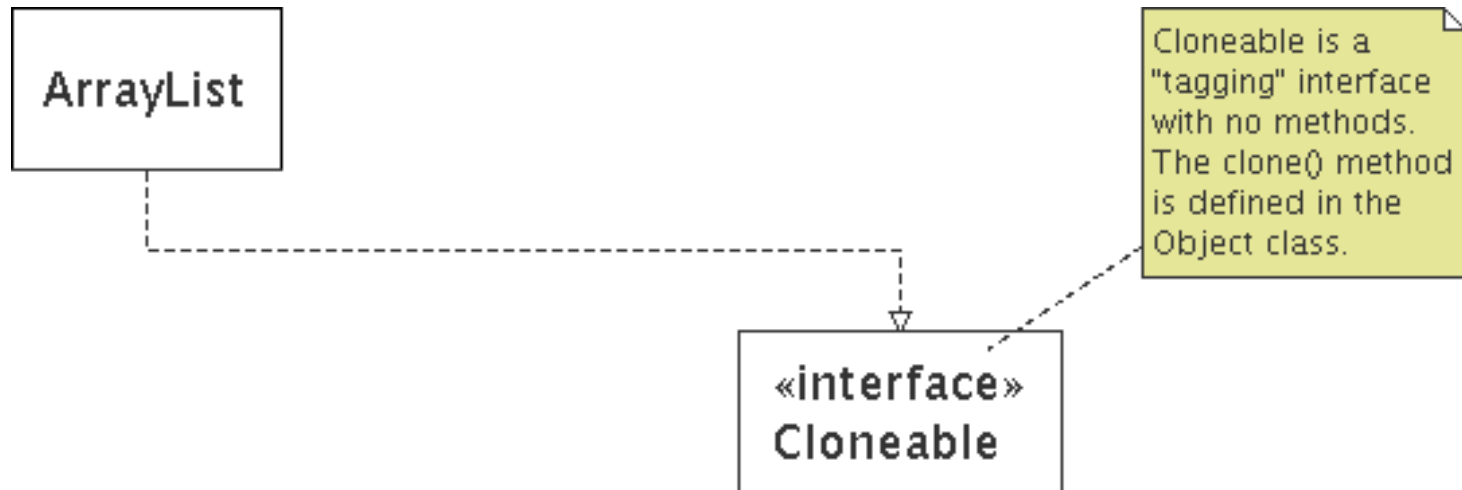 ArrayList
Cloneable is a
"tagging" interface
with no methods.
The clone() method
is defined in the
Object class.
«interface»
Cloneable